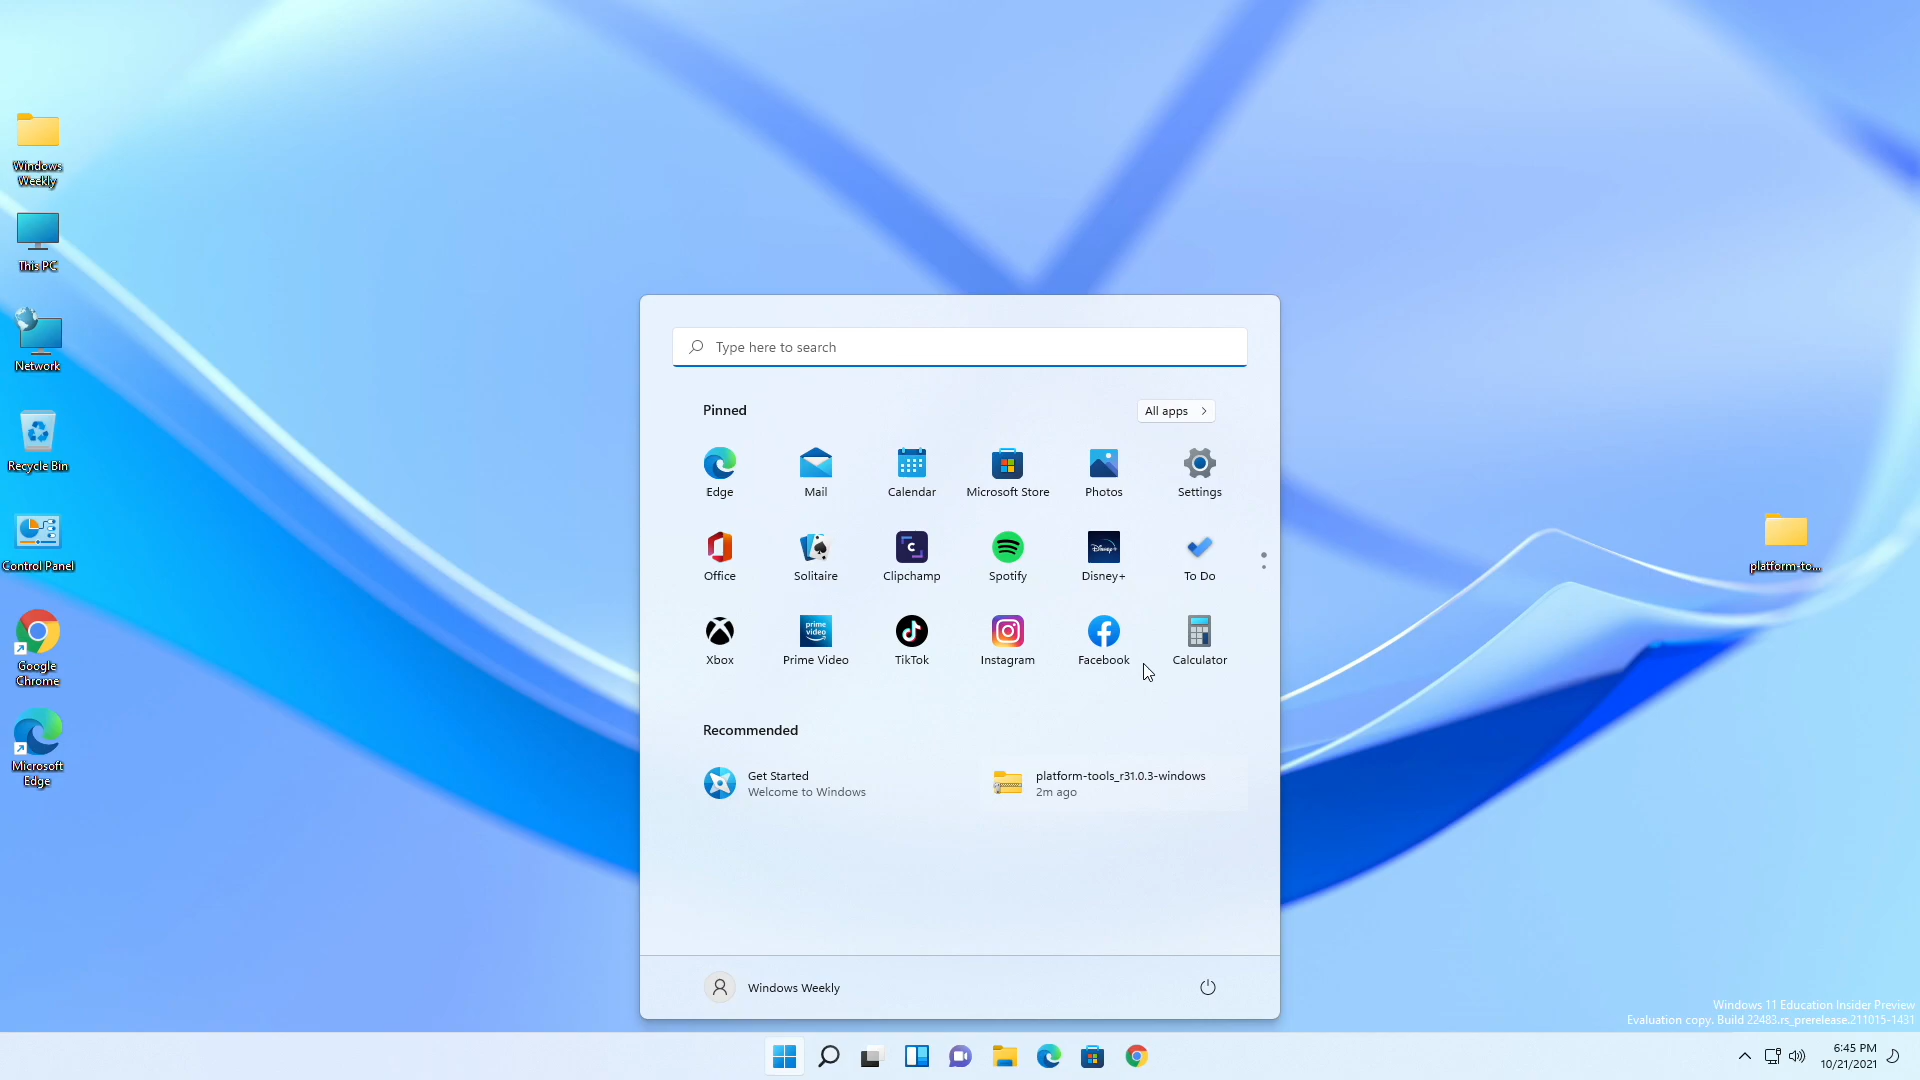 Windows
Weekly
This PC
Network
Recycle Bin
Control Panel
Google
Chrome
Microsoft
Edge
Type here to search
Pinned
All apps
Edge
Mail
Calendar
Microsoft Store
Photos
Settings
Office
Solitaire
Clipchamp
Spotify
Disney+
Disney+
To Do
prime
video
Xbox
Prime Video
TikTok
Instagram
Facebook
Calculator
Recommended
Get Started
Welcome to Windows
platform-tools_r31.0.3-windows
2m ago
Windows Weekly
platform-to...
Windows 11 Education Insider Preview
Evaluation copy. Build 22483.rs_prerelease.211015-1431
6:45 PM
10/21/2021